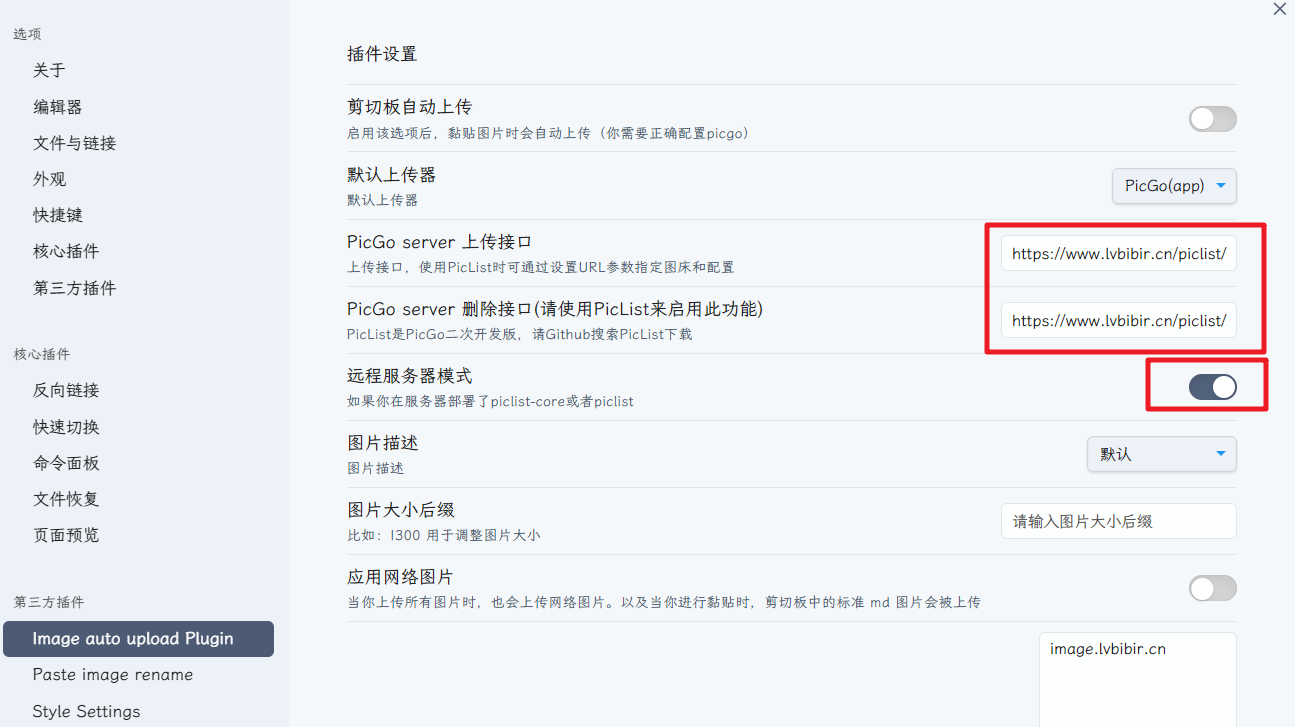 选项
关于
编辑器
文件与链接
外观
快捷键
核心插件
第三方插件
核心插件
反向链接
快速切换
命令面板
文件恢复
页面预览
第三方插件
Image auto upload Plugin
Paste image rename
Style Settings
插件设置
剪切板自动上传
启用该选项后，黏贴图片时会自动上传（你需要正确配置picgo）
默认上传器
默认上传器
PicGo(app)
PicGo server 上传接口
上传接口，使用PicList时可通过设置URL参数指定图床和配置
https://www.lvbibir.cn/piclist/
PicGo server 删除接口(请使用PicList来启用此功能)
PicList是PicGo二次开发版，请Github搜索PicList下载
https://www.lvbibir.cn/piclist/
远程服务器模式
如果你在服务器部署了piclist-core或者piclist
图片描述
图片描述
默认
图片大小后缀
比如：|300 用于调整图片大小
请输入图片大小后缀
应用网络图片
当你上传所有图片时，也会上传网络图片。以及当你进行黏贴时，剪切板中的标准 md 图片会被上传
image.lvbibir.cn